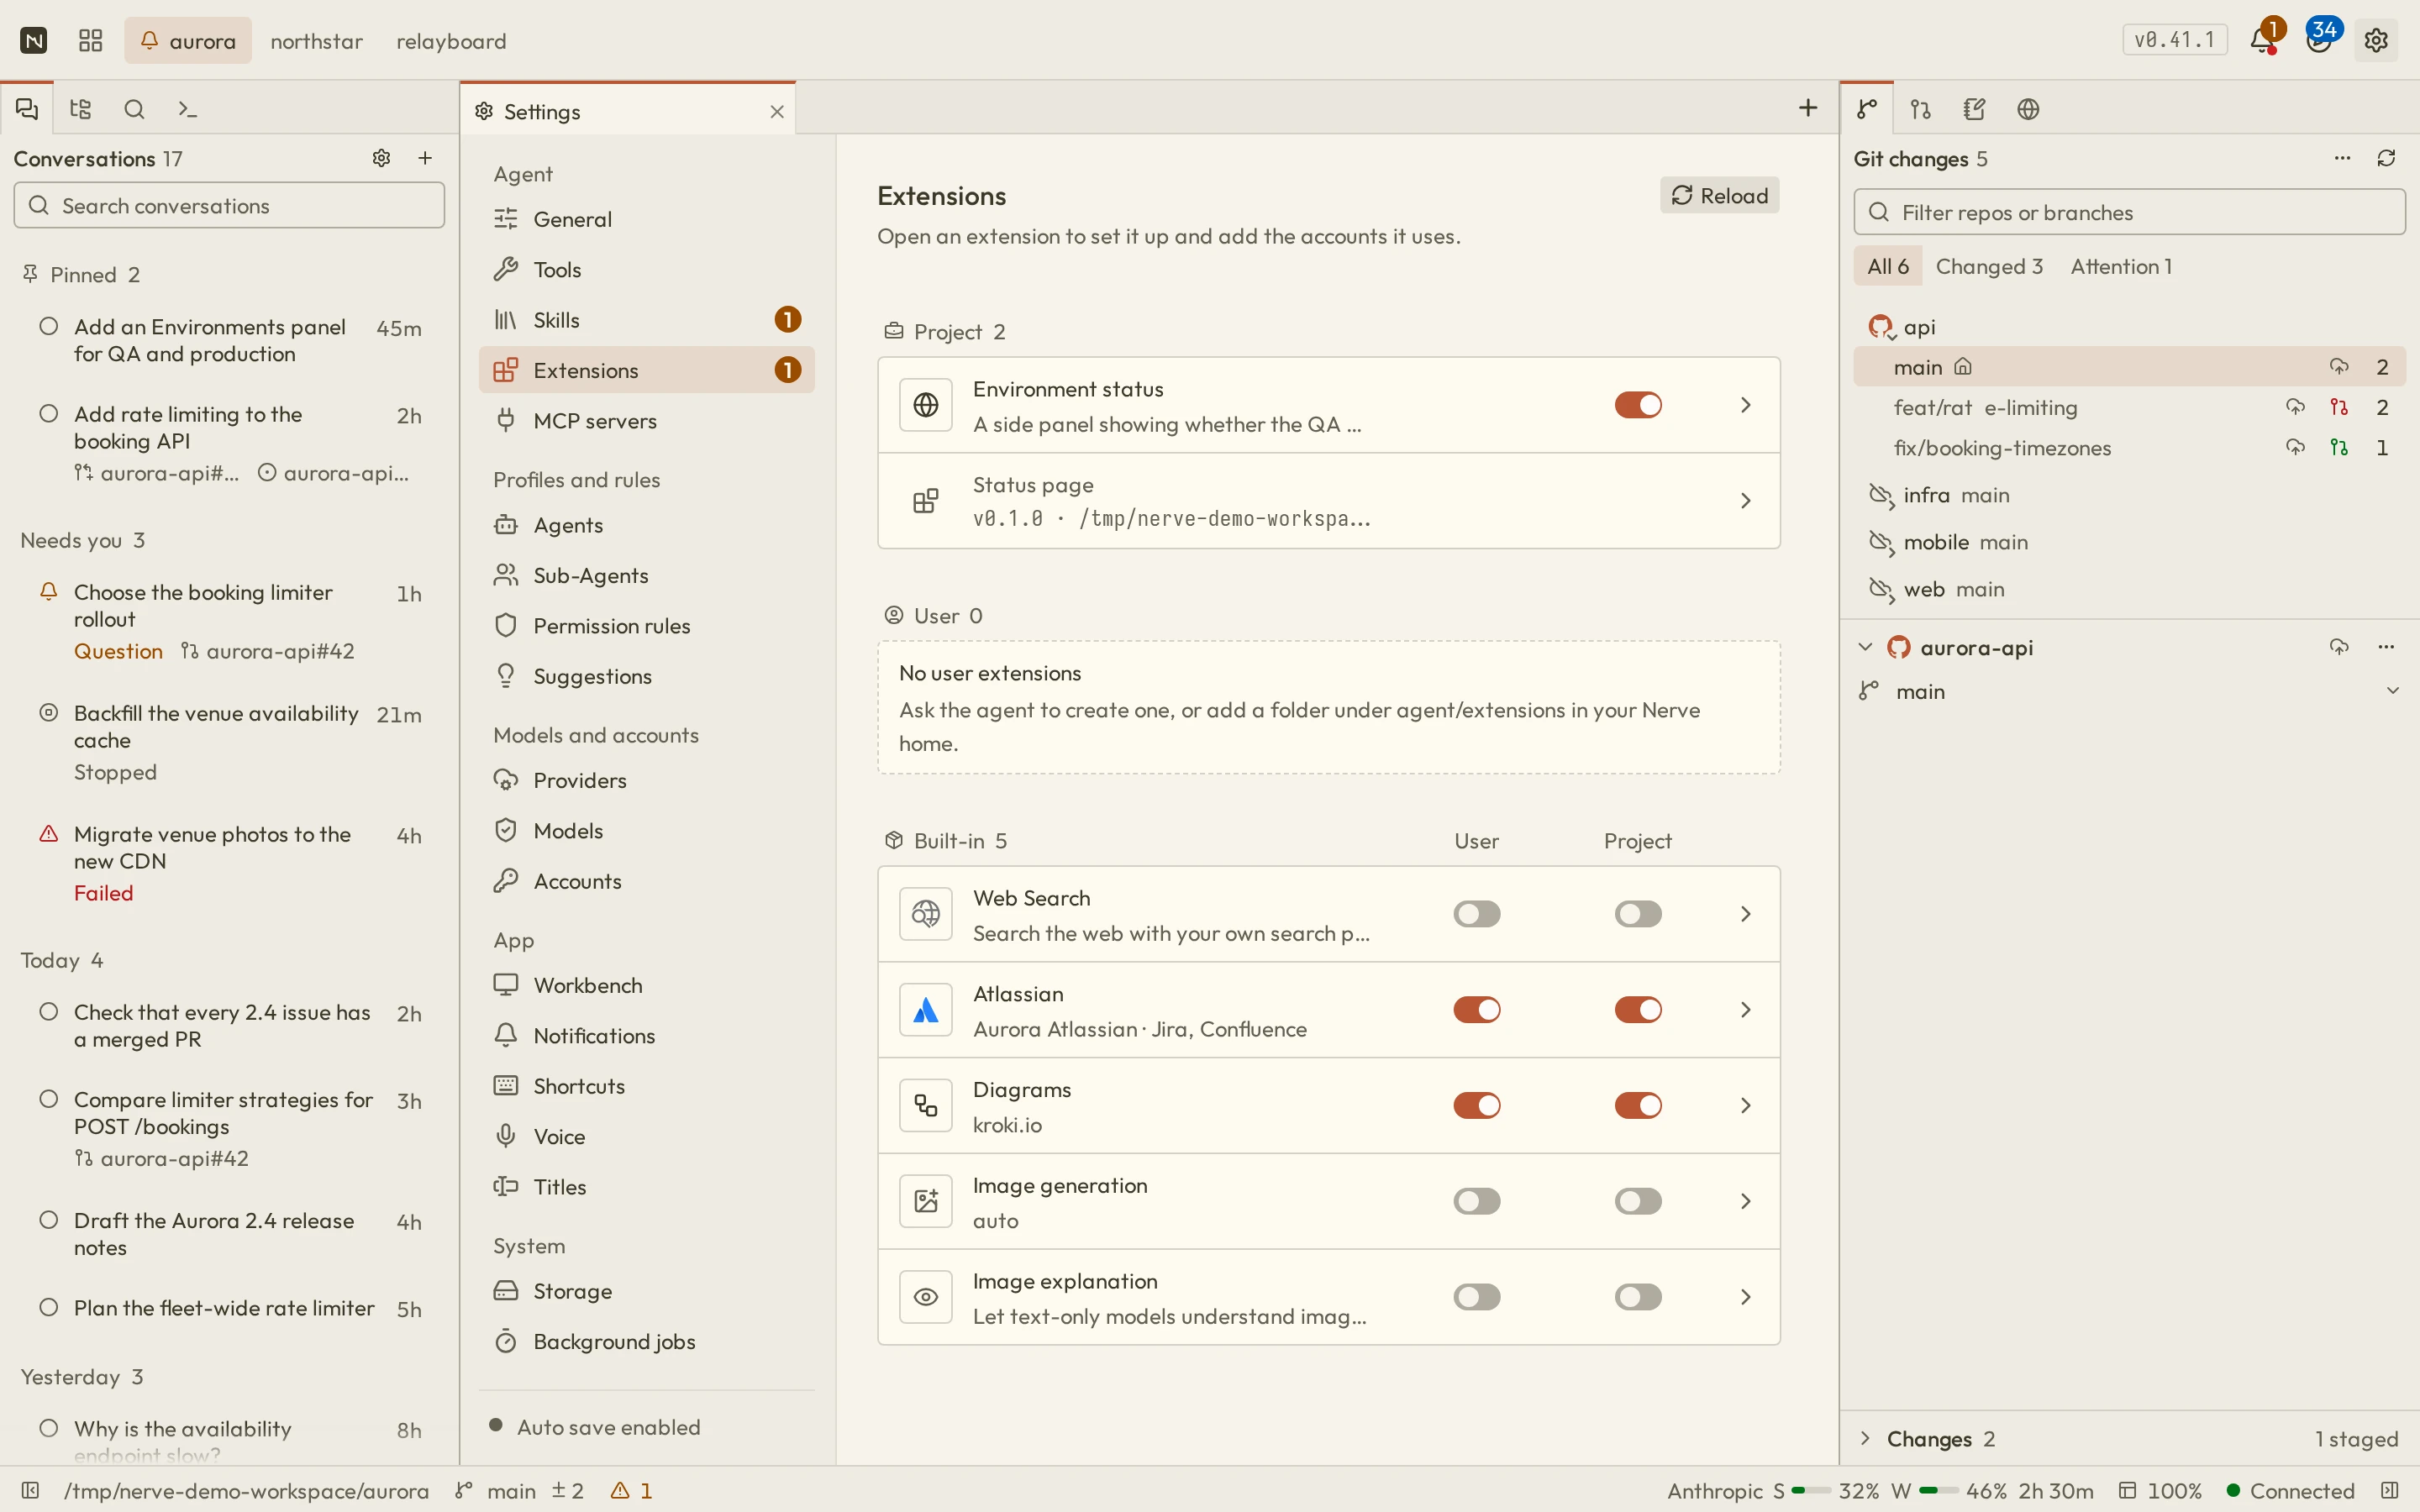 aurora
northstar
relayboard
v0.41.1
1
34
Conversations 17
Search conversations
Pinned 2
Add an Environments panel for QA and production
45m
Add rate limiting to the booking API
2h
aurora-api#... aurora-api...
Needs you 3
Choose the booking limiter rollout
1h
Question aurora-api#42
Backfill the venue availability cache
21m
Stopped
Migrate venue photos to the new CDN
4h
Failed
Today 4
Check that every 2.4 issue has a merged PR
2h
Compare limiter strategies for POST /bookings
3h
aurora-api#42
Draft the Aurora 2.4 release notes
4h
Plan the fleet-wide rate limiter
5h
Yesterday 3
Why is the availability endpoint slow?
8h
Settings
Agent
General
Tools
Skills 1
Extensions 1
MCP servers
Profiles and rules
Agents
Sub-Agents
Permission rules
Suggestions
Models and accounts
Providers
Models
Accounts
App
Workbench
Notifications
Shortcuts
Voice
Titles
System
Storage
Background jobs
Auto save enabled
Extensions
Reload
Open an extension to set it up and add the accounts it uses.
Project 2
Environment status
A side panel showing whether the QA ...
Status page
v0.1.0 · /tmp/nerve-demo-workspa...
User 0
No user extensions
Ask the agent to create one, or add a folder under agent/extensions in your Nerve
home.
Built-in 5 User Project
Web Search
Search the web with your own search p...
Atlassian
Aurora Atlassian · Jira, Confluence
Diagrams
kroki.io
Image generation
auto
Image explanation
Let text-only models understand imag...
Git changes 5
Filter repos or branches
All 6 Changed 3 Attention 1
api
main 2
feat/rat e-limiting 2
fix/booking-timezones 1
infra main
mobile main
web main
aurora-api
main
Changes 2 1 staged
/tmp/nerve-demo-workspace/aurora main ±2 1
Anthropic S 32% W 46% 2h 30m 100% Connected